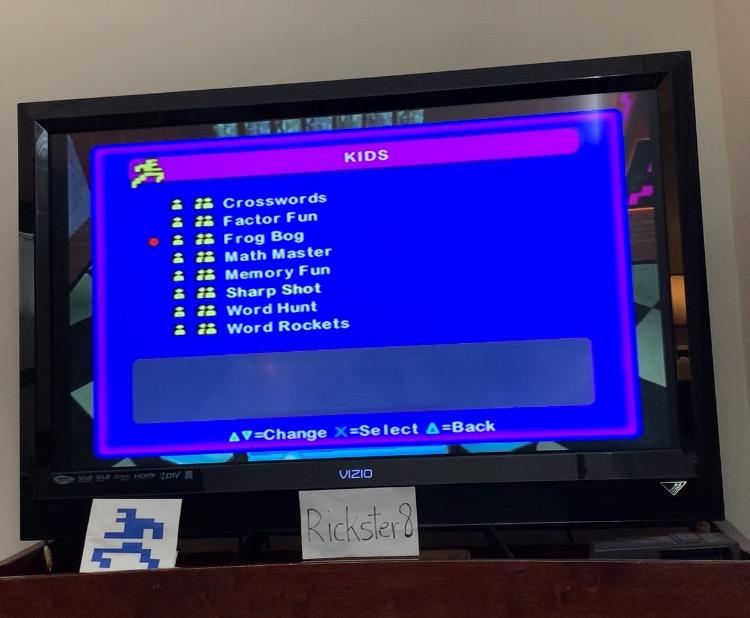 KIDS
Crosswords
Factor Fun
Frog Bog
Math Master
Memory Fun
Sharp Shot
Word Hunt
Word Rockets
▲▼=Change X=Select ▲=Back
HDMI
VIZIO
Rickster8